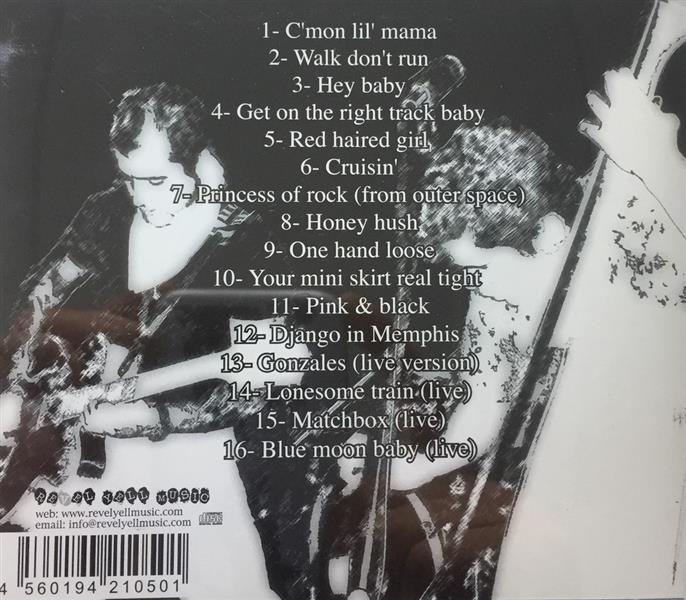 1- C'mon lil' mama
2- Walk don't run
3- Hey baby
4- Get on the right track baby
5- Red haired girl
6- Cruisin'
7- Princess of rock (from outer space)
8- Honey hush
9- One hand loose
10- Your mini skirt real tight
11- Pink & black
12- Django in Memphis
13- Gonzales (live version)
14- Lonesome train (live)
15- Matchbox (live)
16- Blue moon baby (live)
REVEL YELL MUSIC
web: www.revelyellmusic.com
email: info@revelyellmusic.com
4 560194 210501